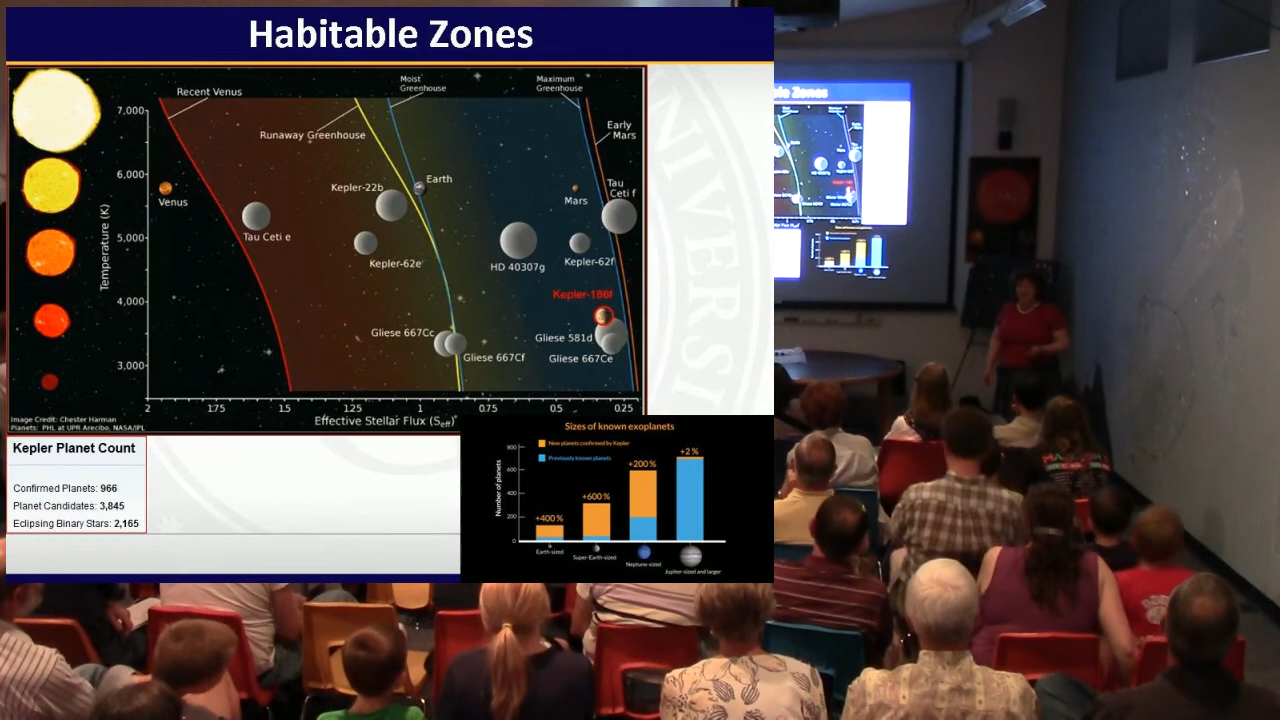 Habitable Zones
Recent Venus
Moist
Greenhouse
Maximum
Greenhouse
Runaway Greenhouse
Early
Mars
7,000
6,000
5,000
4,000
3,000
Temperature (K)
Venus
Kepler-22b
Earth
Mars
Tau
Ceti f
Tau Ceti e
Kepler-62e
HD 40307g
Kepler-62f
Kepler-186f
Gliese 667Cc
Gliese 581d
Gliese 667Cf
Gliese 667Ce
2
1.75
1.5
1.25
1
0.75
0.5
0.25
Effective Stellar Flux (Seff)
Image Credit: Chester Harman
Planets: PHL at UPR Arecibo, NASA/JPL
Kepler Planet Count
Confirmed Planets: 966
Planet Candidates: 3,845
Eclipsing Binary Stars: 2,165
Sizes of known exoplanets
New planets confirmed by Kepler
Previously known planets
Number of planets
800
600
400
200
0
+400 %
+600 %
+200 %
+2 %
Earth-sized
Super-Earth-sized
Neptune-sized
Jupiter-sized and larger
NIVERSI